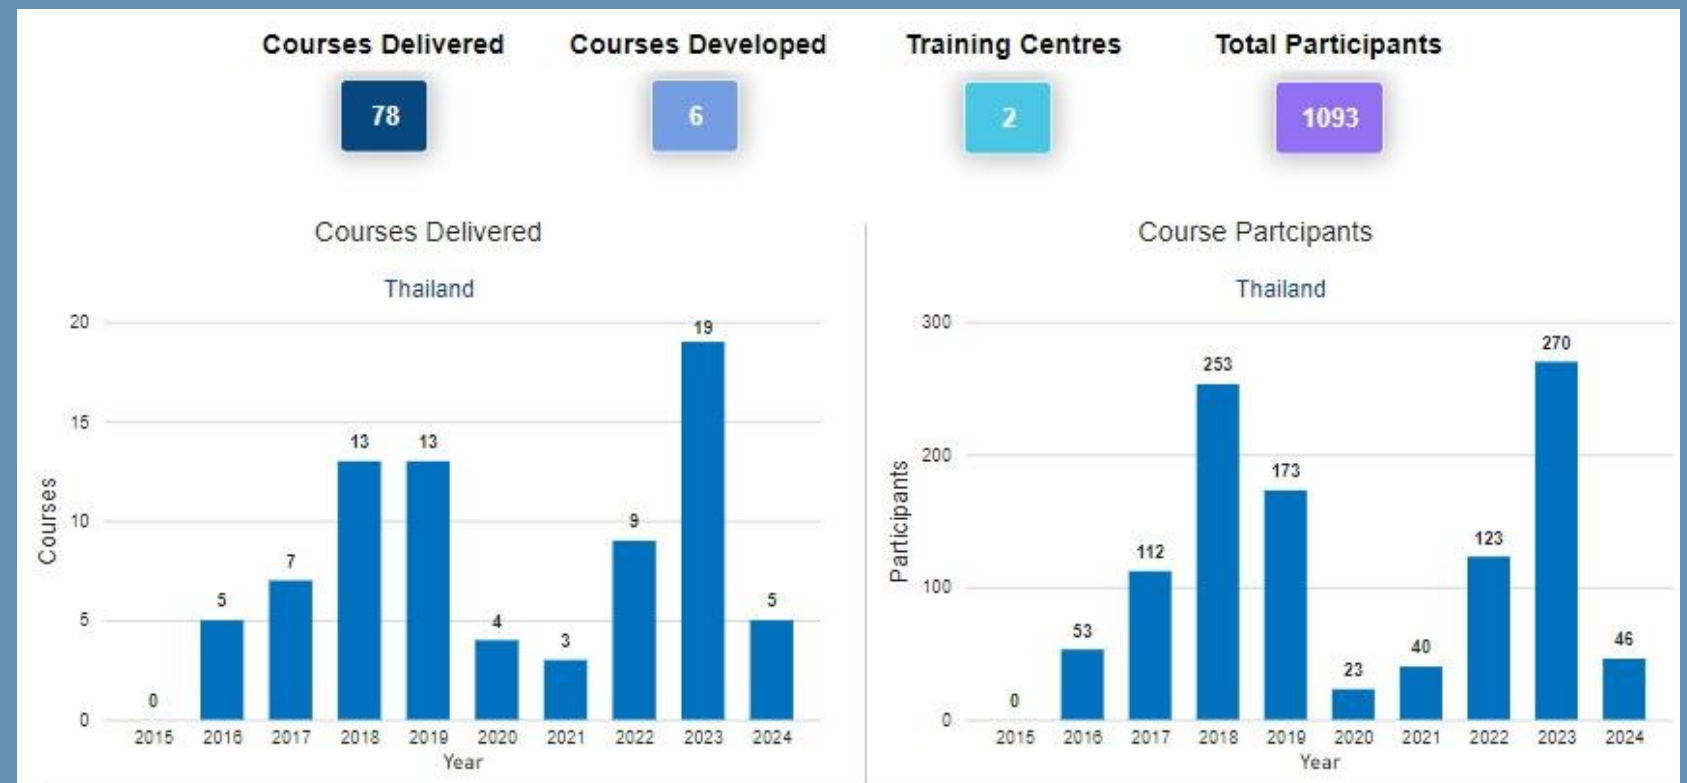 Courses Delivered
Courses Developed
Training Centres
Total Participants
78
6
2
1093
Courses Delivered
Thailand
20
15
10
5
0
Courses
0
5
7
13
13
4
3
9
19
5
2015 2016 2017 2018 2019 2020 2021 2022 2023 2024
Year
Course Partcipants
Thailand
300
200
100
0
Participants
0
53
112
253
173
23
40
123
270
46
2015 2016 2017 2018 2019 2020 2021 2022 2023 2024
Year